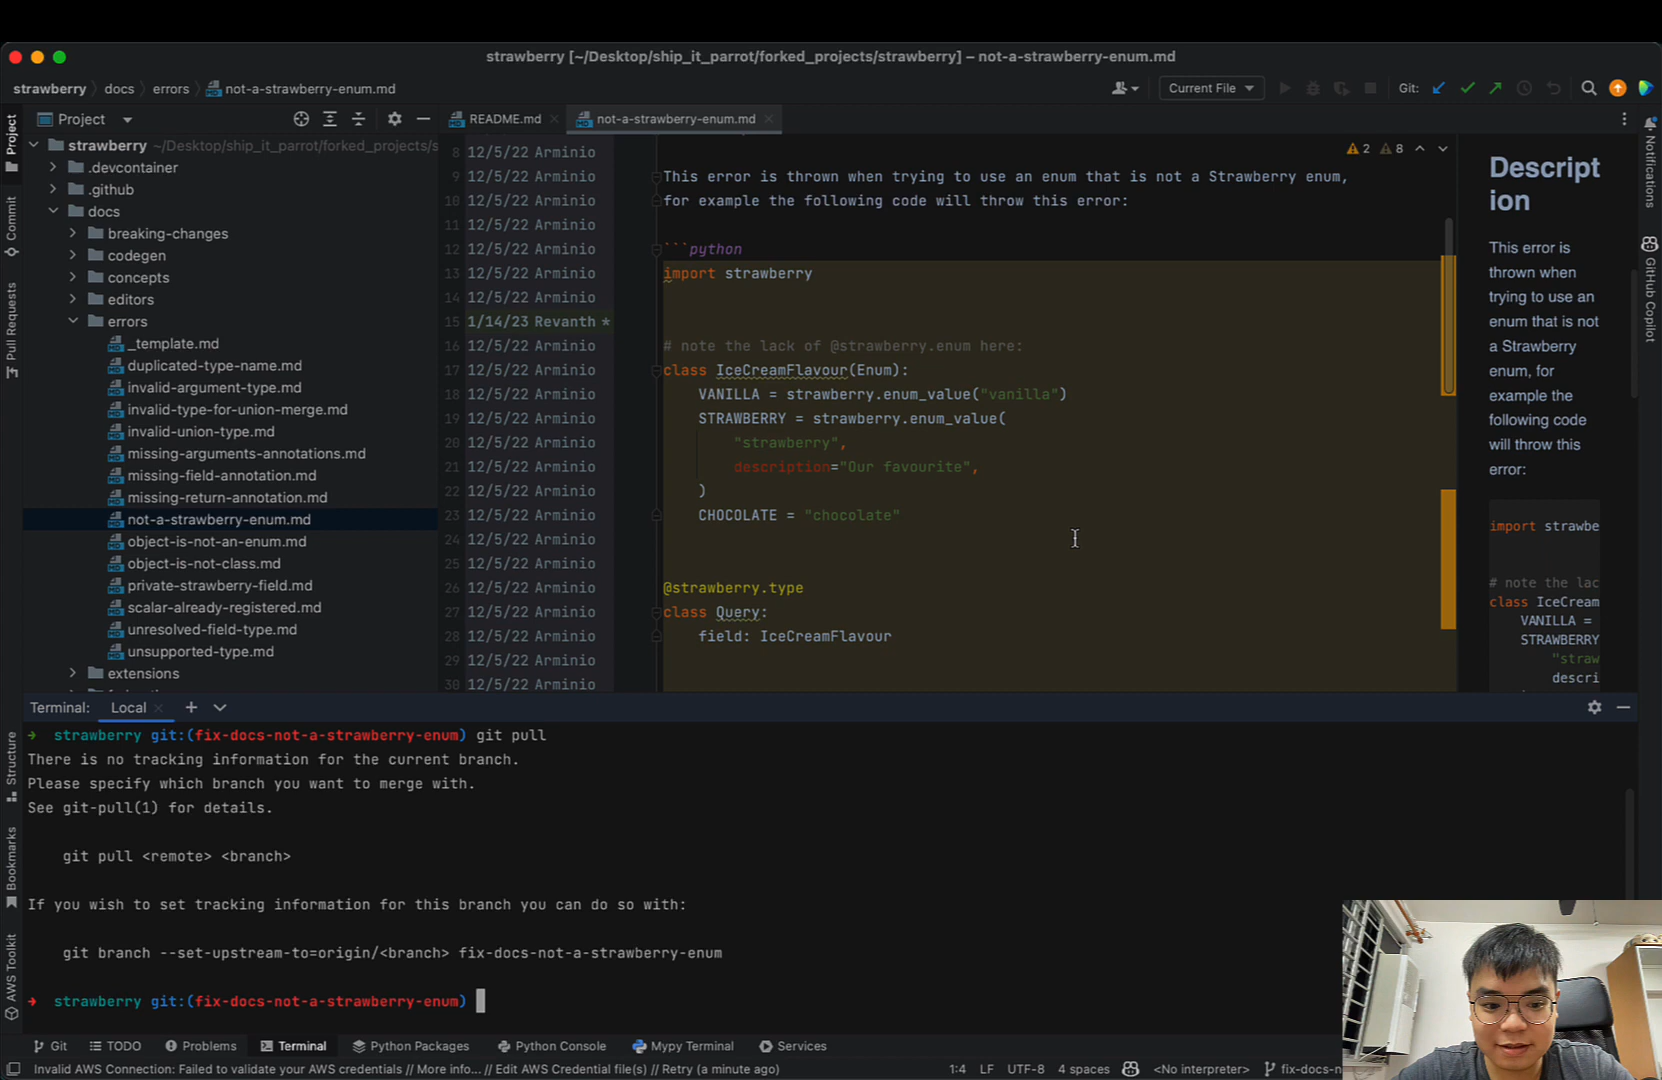 strawberry [~/Desktop/ship_it_parrot/forked_projects/strawberry] – not-a-strawberry-enum.md
strawberry docs errors not-a-strawberry-enum.md
Current File
Git:
Project
README.md
not-a-strawberry-enum.md
Project
Commit
Pull Requests
strawberry ~/Desktop/ship_it_parrot/forked_projects/s
.devcontainer
.github
docs
breaking-changes
codegen
concepts
editors
errors
_template.md
duplicated-type-name.md
invalid-argument-type.md
invalid-type-for-union-merge.md
invalid-union-type.md
missing-arguments-annotations.md
missing-field-annotation.md
missing-return-annotation.md
not-a-strawberry-enum.md
object-is-not-an-enum.md
object-is-not-class.md
private-strawberry-field.md
scalar-already-registered.md
unresolved-field-type.md
unsupported-type.md
extensions
2 8
8 12/5/22 Arminio
9 12/5/22 Arminio This error is thrown when trying to use an enum that is not a Strawberry enum,
10 12/5/22 Arminio for example the following code will throw this error:
11 12/5/22 Arminio
12 12/5/22 Arminio ```python
13 12/5/22 Arminio import strawberry
14 12/5/22 Arminio
15 1/14/23 Revanth *
16 12/5/22 Arminio # note the lack of @strawberry.enum here:
17 12/5/22 Arminio class IceCreamFlavour(Enum):
18 12/5/22 Arminio VANILLA = strawberry.enum_value("vanilla")
19 12/5/22 Arminio STRAWBERRY = strawberry.enum_value(
20 12/5/22 Arminio "strawberry",
21 12/5/22 Arminio description="Our favourite",
22 12/5/22 Arminio )
23 12/5/22 Arminio CHOCOLATE = "chocolate"
24 12/5/22 Arminio
25 12/5/22 Arminio
26 12/5/22 Arminio @strawberry.type
27 12/5/22 Arminio class Query:
28 12/5/22 Arminio field: IceCreamFlavour
29 12/5/22 Arminio
30 12/5/22 Arminio
Descript
ion
This error is
thrown when
trying to use an
enum that is not
a Strawberry
enum, for
example the
following code
will throw this
error:
import strawbe
# note the lac
class IceCream
VANILLA =
STRAWBERRY
"straw
descri
Notifications
GitHub Copilot
Terminal: Local
Structure
Bookmarks
AWS Toolkit
strawberry git:(fix-docs-not-a-strawberry-enum) git pull
There is no tracking information for the current branch.
Please specify which branch you want to merge with.
See git-pull(1) for details.
git pull <remote> <branch>
If you wish to set tracking information for this branch you can do so with:
git branch --set-upstream-to=origin/<branch> fix-docs-not-a-strawberry-enum
strawberry git:(fix-docs-not-a-strawberry-enum)
Git TODO Problems Terminal Python Packages Python Console Mypy Terminal Services
Invalid AWS Connection: Failed to validate your AWS credentials // More info... // Edit AWS Credential file(s) // Retry (a minute ago)
1:4 LF UTF-8 4 spaces <No interpreter> fix-docs-n